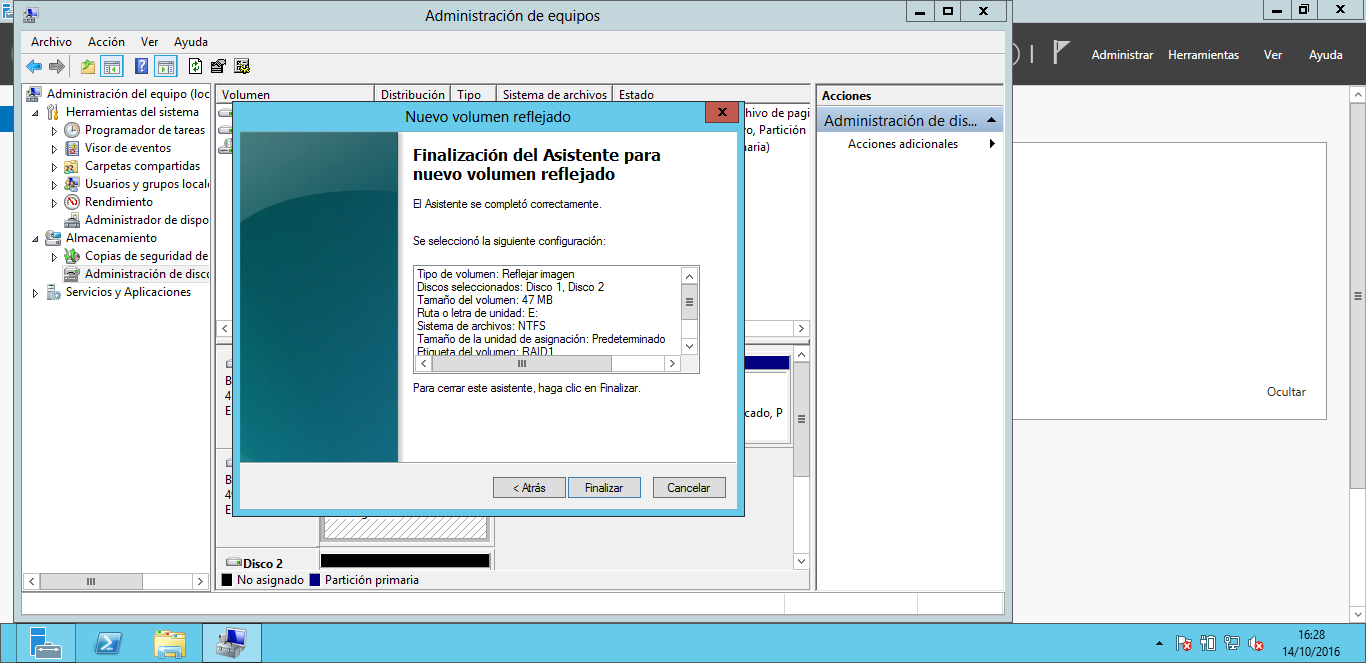 Administración de equipos
Archivo Acción Ver Ayuda
Administrar Herramientas Ver Ayuda
Administración del equipo (loc
Herramientas del sistema
Programador de tareas
Visor de eventos
Carpetas compartidas
Usuarios y grupos locale
Rendimiento
Administrador de dispo
Almacenamiento
Copias de seguridad de
Administración de disco
Servicios y Aplicaciones
Volumen Distribución Tipo Sistema de archivos Estado
hivo de pagi
o, Partición
aria)
Nuevo volumen reflejado
Finalización del Asistente para
nuevo volumen reflejado
El Asistente se completó correctamente.
Se seleccionó la siguiente configuración:
Tipo de volumen: Reflejar imagen
Discos seleccionados: Disco 1, Disco 2
Tamaño del volumen: 47 MB
Ruta o letra de unidad: E:
Sistema de archivos: NTFS
Tamaño de la unidad de asignación: Predeterminado
Etiqueta del volumen: RAID1
Para cerrar este asistente, haga clic en Finalizar.
< Atrás Finalizar Cancelar
B
4
E
cado, P
B
49
E
Disco 2
No asignado Partición primaria
Acciones
Administración de dis...
Acciones adicionales
Ocultar
16:28
14/10/2016